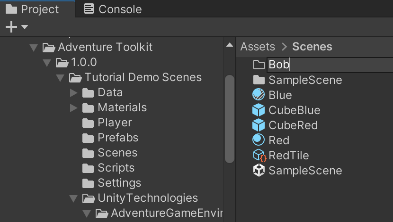 Project
Console
Adventure Toolkit
1.0.0
Tutorial Demo Scenes
Data
Materials
Player
Prefabs
Scenes
Scripts
Settings
UnityTechnologies
AdventureGameEnvir
Assets > Scenes
Bob
SampleScene
Blue
CubeBlue
CubeRed
Red
RedTile
SampleScene